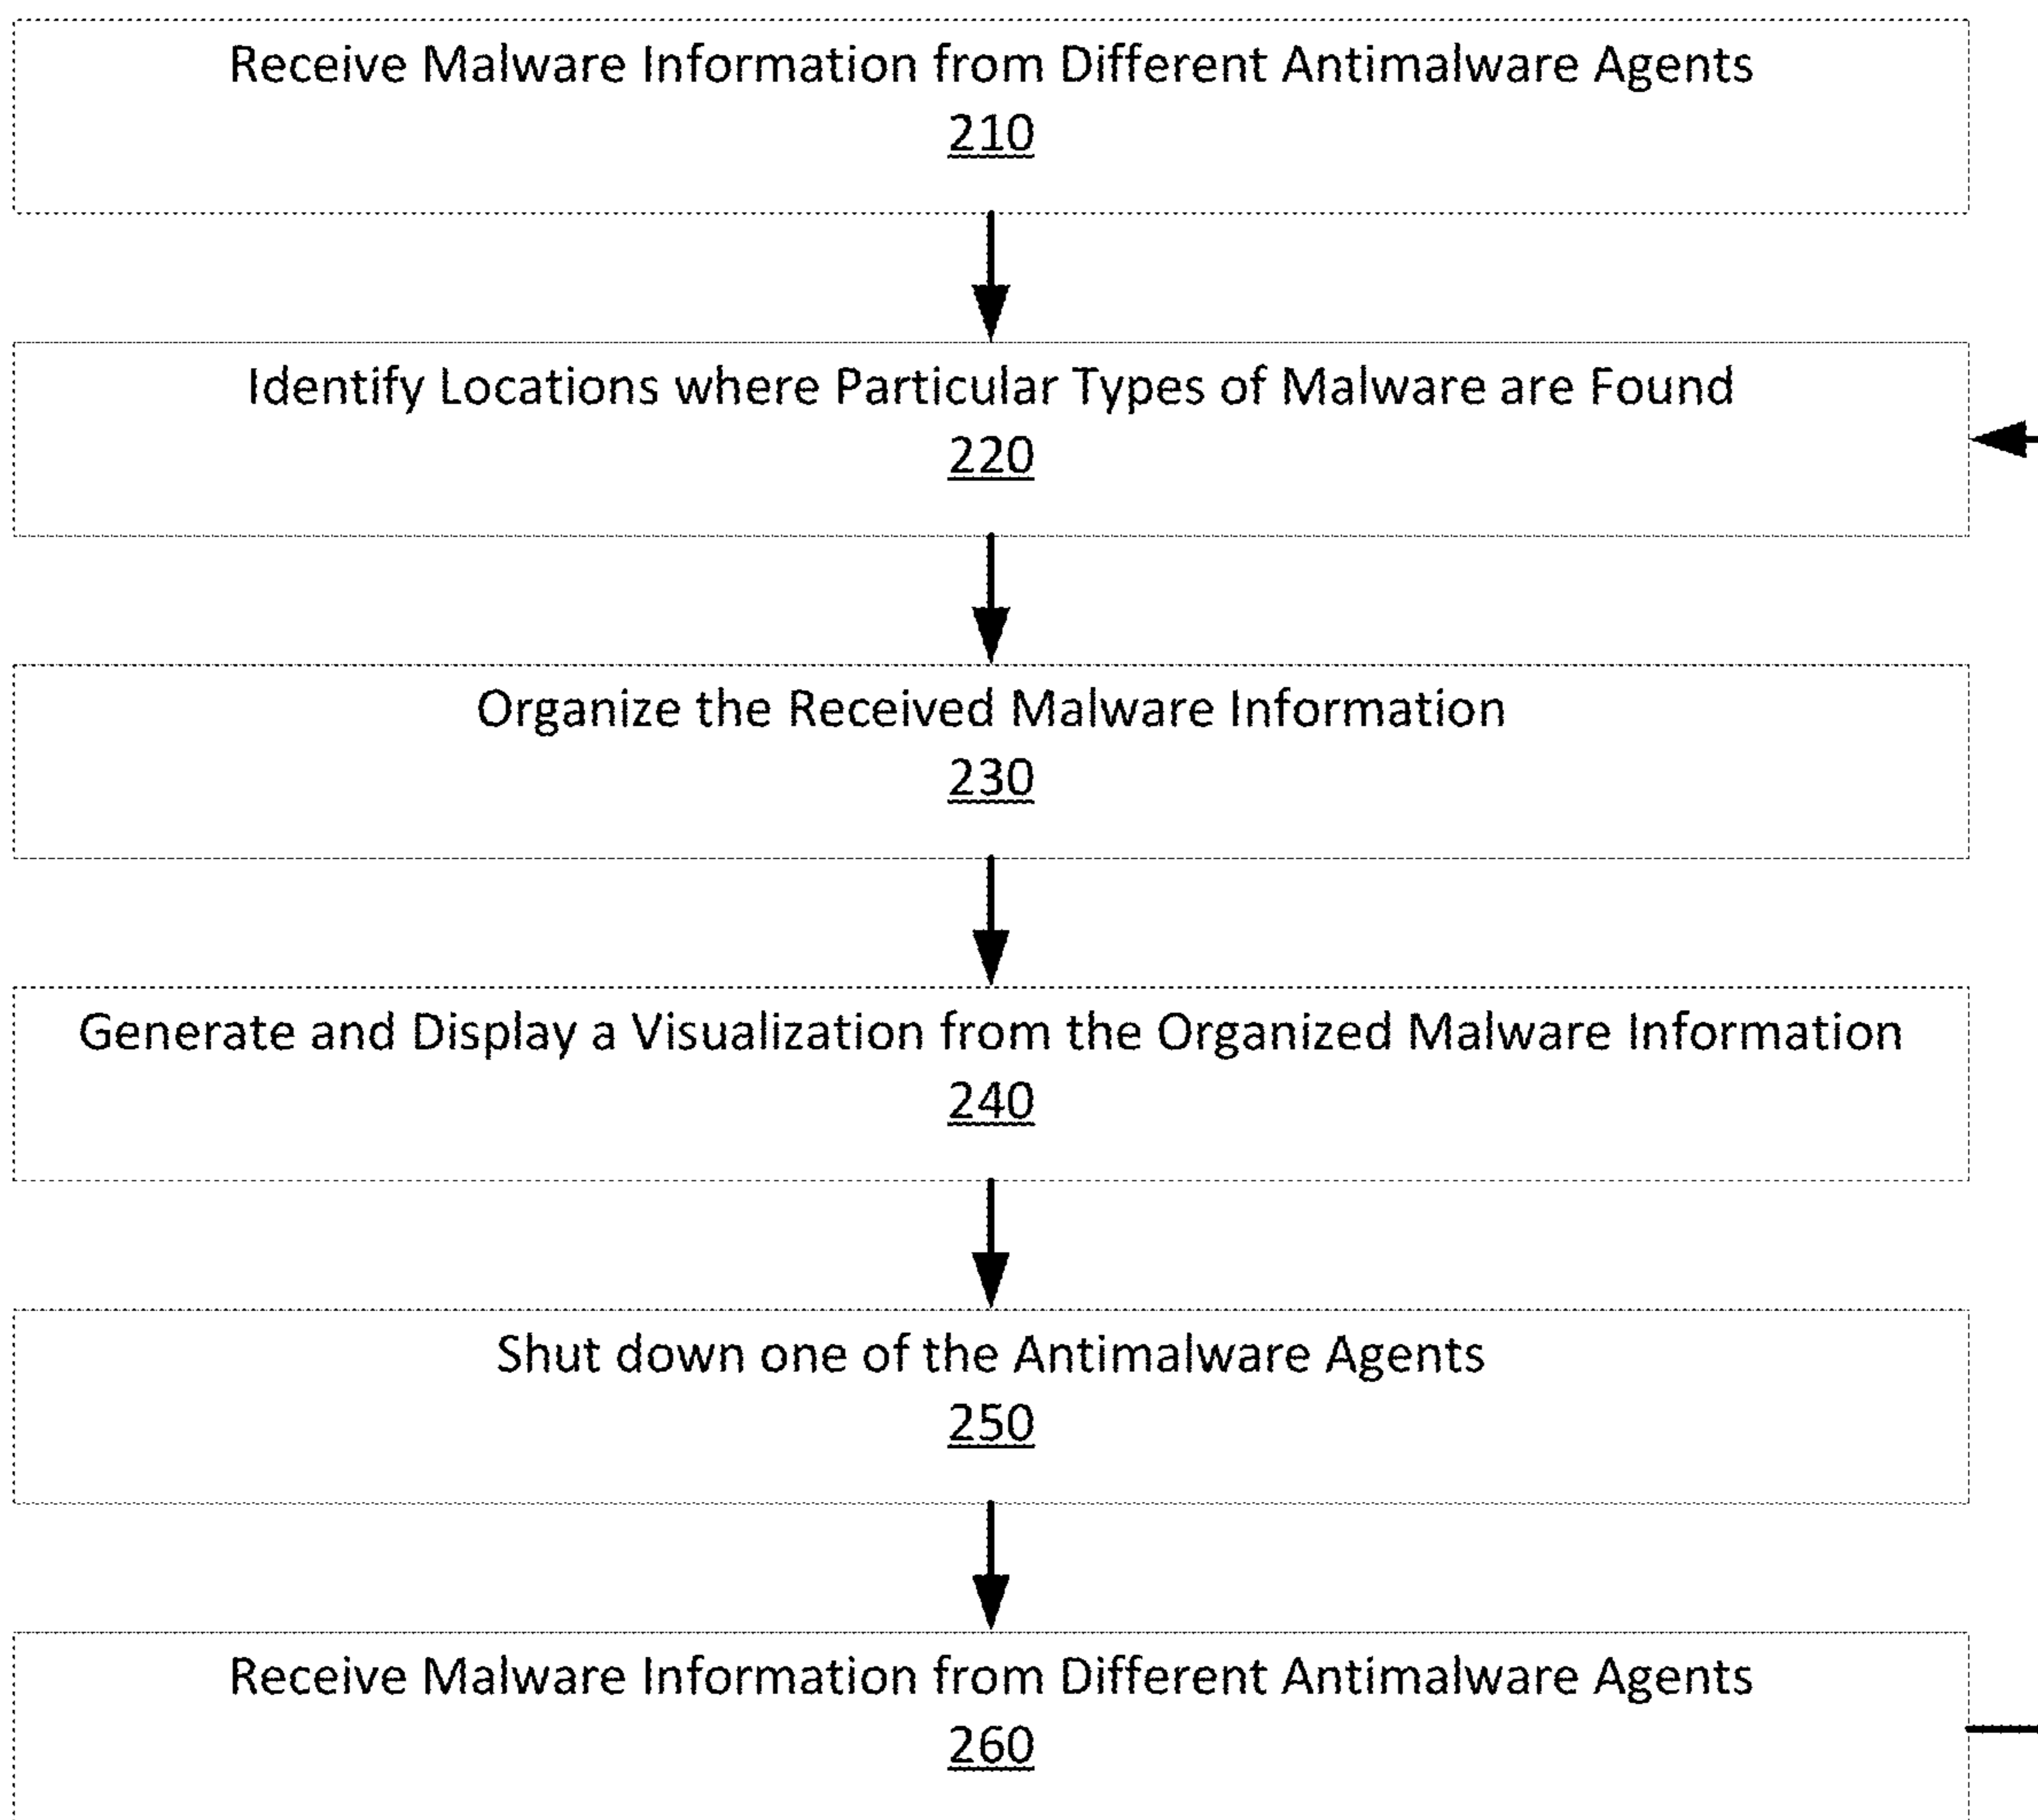 Receive Malware Information from Different Antimalware Agents
210
Identify Locations where Particular Types of Malware are Found
220
Organize the Received Malware Information
230
Generate and Display a Visualization from the Organized Malware Information
240
Shut down one of the Antimalware Agents
250
Receive Malware Information from Different Antimalware Agents
260